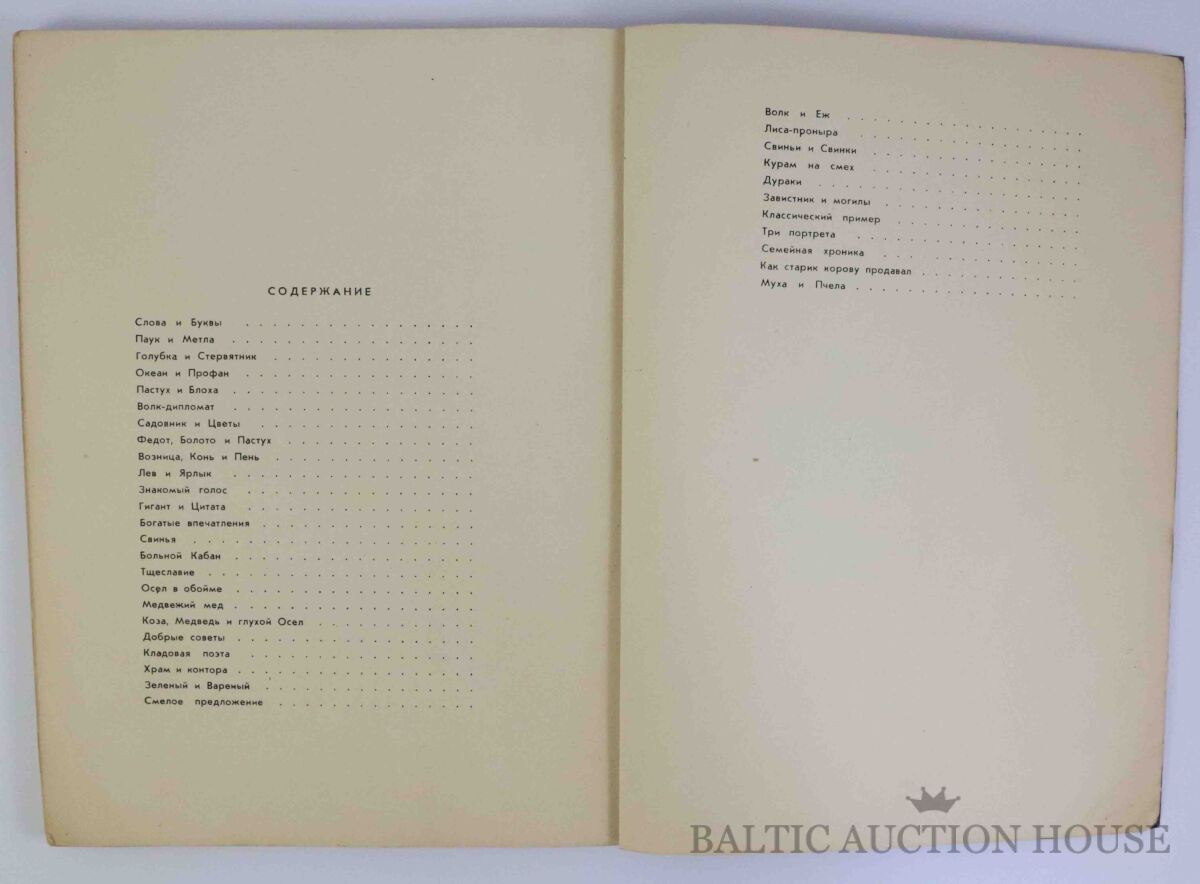 СОДЕРЖАНИЕ
Слова и Буквы . . . . . . . . . . . . . . . . .
Паук и Метла . . . . . . . . . . . . . . . . . .
Голубка и Стервятник . . . . . . . . . . . . . . .
Океан и Профан . . . . . . . . . . . . . . . . .
Пастух и Блоха . . . . . . . . . . . . . . . . . .
Волк-дипломат . . . . . . . . . . . . . . . . . .
Садовник и Цветы . . . . . . . . . . . . . . . .
Федот, Болото и Пастух . . . . . . . . . . . . . .
Возница, Конь и Пень . . . . . . . . . . . . . . .
Лев и Ярлык . . . . . . . . . . . . . . . . . .
Знакомый голос . . . . . . . . . . . . . . . . .
Гигант и Цитата . . . . . . . . . . . . . . . . .
Богатые впечатления . . . . . . . . . . . . . . . .
Свинья . . . . . . . . . . . . . . . . . . . . .
Больной Кабан . . . . . . . . . . . . . . . . . .
Тщеславие . . . . . . . . . . . . . . . . . . . .
Осел в обойме . . . . . . . . . . . . . . . . . .
Медвежий мед . . . . . . . . . . . . . . . . . .
Коза, Медведь и глухой Осел . . . . . . . . . . . .
Добрые советы . . . . . . . . . . . . . . . . . .
Кладовая поэта . . . . . . . . . . . . . . . . .
Храм и контора . . . . . . . . . . . . . . . . . .
Зеленый и Вареный . . . . . . . . . . . . . . . .
Смелое предложение . . . . . . . . . . . . . . .
Волк и Еж . . . . . . . . . . . . . . . . . . .
Лиса-проныра . . . . . . . . . . . . . . . . . .
Свиньи и Свинки . . . . . . . . . . . . . . . . .
Курам на смех . . . . . . . . . . . . . . . . .
Дураки . . . . . . . . . . . . . . . . . . . . .
Завистник и могилы . . . . . . . . . . . . . . . .
Классический пример . . . . . . . . . . . . . . .
Три портрета . . . . . . . . . . . . . . . . . .
Семейная хроника . . . . . . . . . . . . . . . .
Как старик корову продавал . . . . . . . . . . . . .
Муха и Пчела . . . . . . . . . . . . . . . . . .
BALTIC AUCTION HOUSE